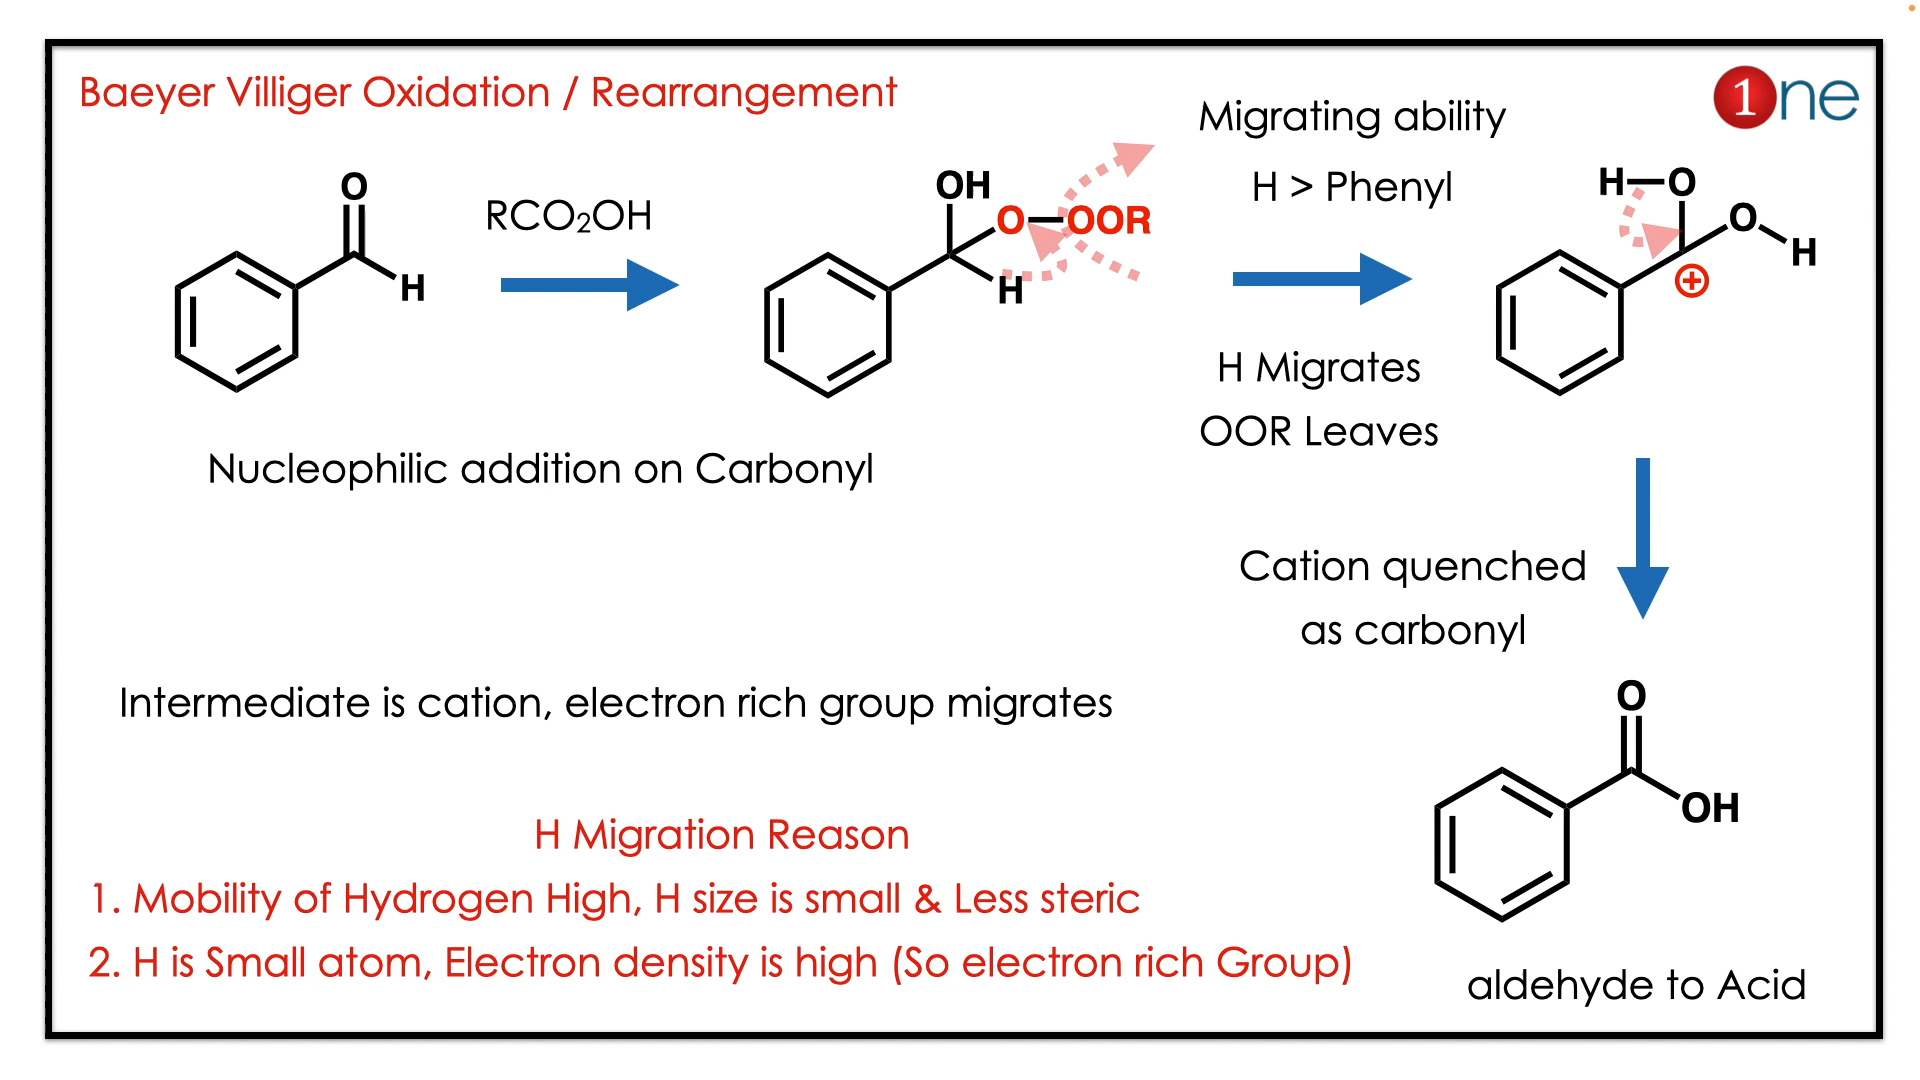 Baeyer Villiger Oxidation / Rearrangement
1ne
Migrating ability
H > Phenyl
O
H
RCO₂OH
OH
O
OOR
H
H
O
O
H
H Migrates
OOR Leaves
Nucleophilic addition on Carbonyl
Cation quenched
as carbonyl
Intermediate is cation, electron rich group migrates
O
OH
H Migration Reason
1. Mobility of Hydrogen High, H size is small & Less steric
2. H is Small atom, Electron density is high (So electron rich Group)
aldehyde to Acid